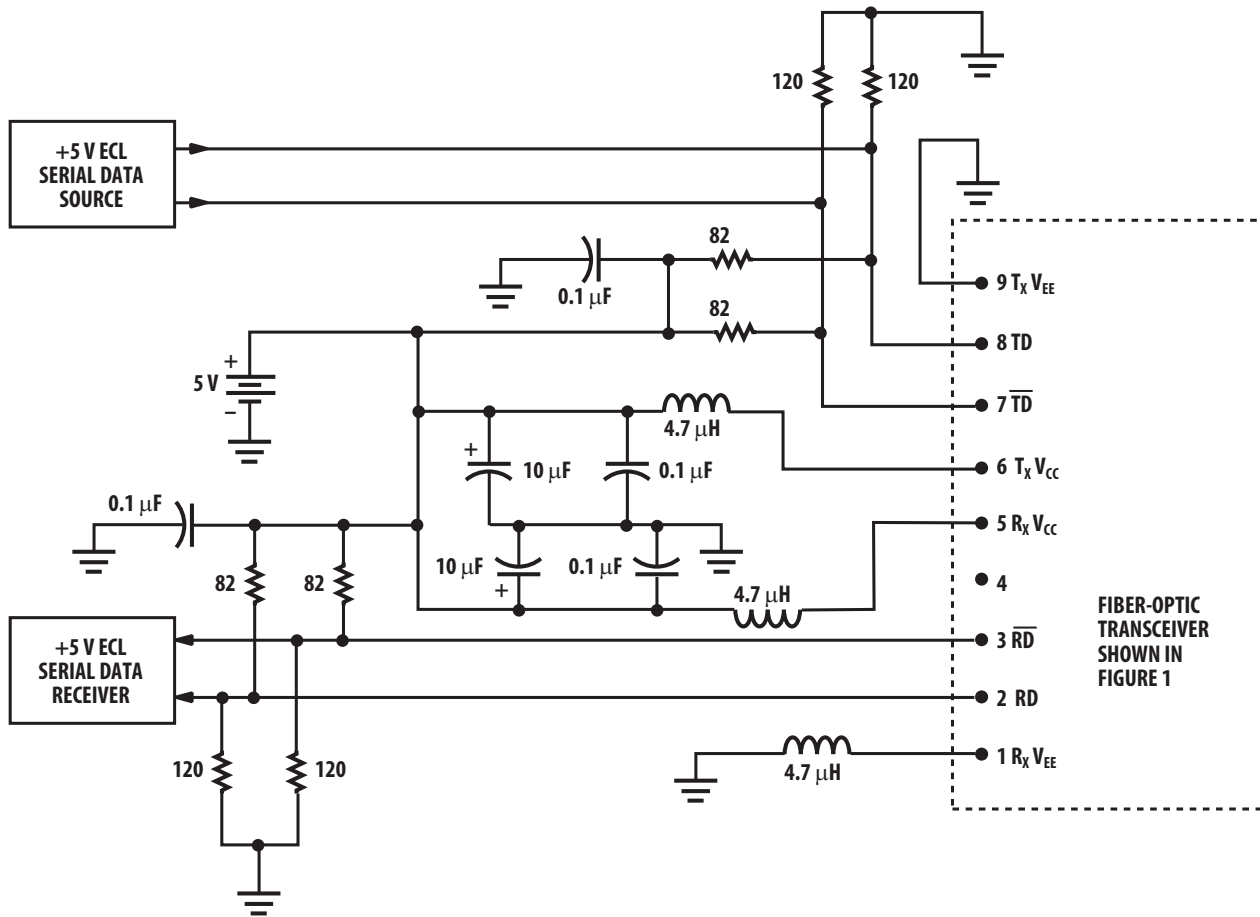 120
120
+5 V ECL
SERIAL DATA
SOURCE
82
0.1 μF
9 TX VEE
82
8 TD
+
5 V
–
7 T̅D̅
4.7 μH
+
10 μF
0.1 μF
6 TX VCC
0.1 μF
5 RX VCC
10 μF
0.1 μF
+
82
82
4
4.7 μH
FIBER-OPTIC
TRANSCEIVER
SHOWN IN
FIGURE 1
+5 V ECL
SERIAL DATA
RECEIVER
3 R̅D̅
2 RD
120
120
4.7 μH
1 RX VEE